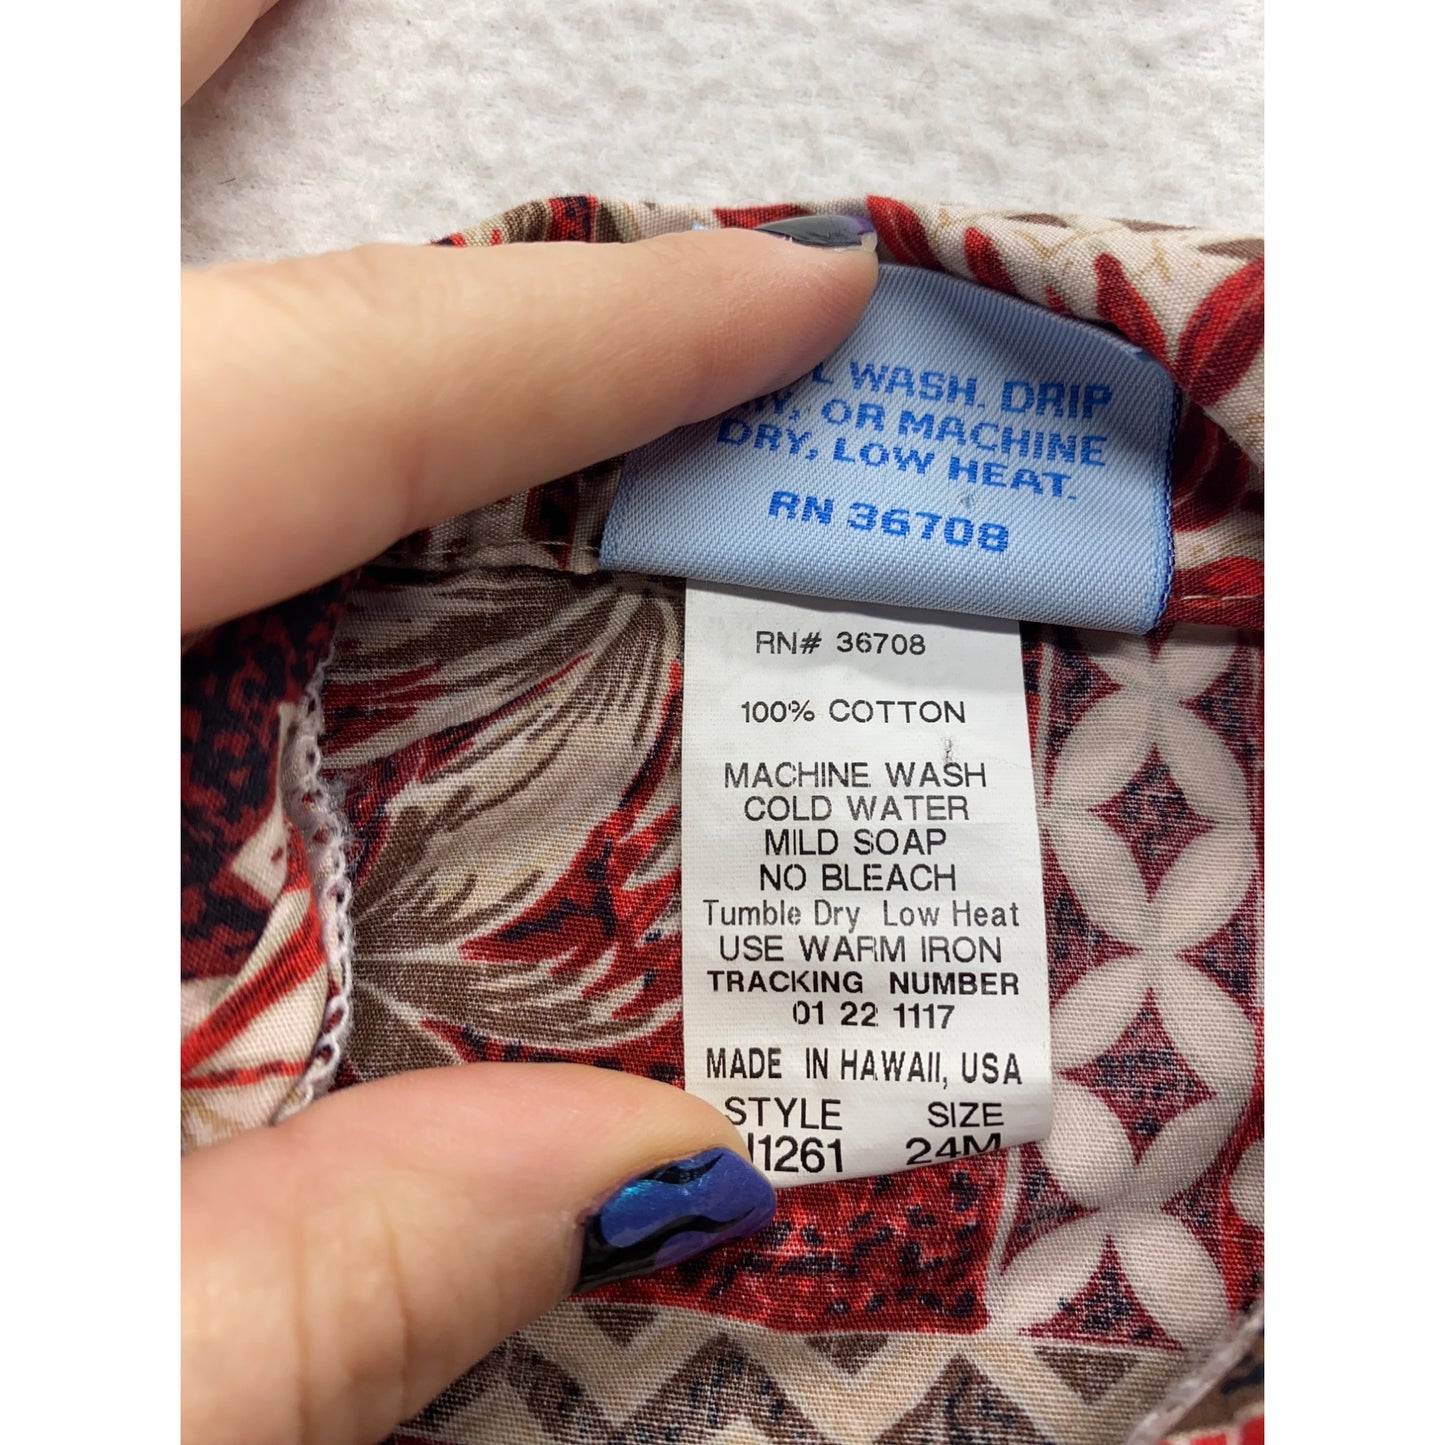 WASH. DRIP
OR MACHINE
DRY, LOW HEAT.
RN 36708
RN# 36708
100% COTTON
MACHINE WASH
COLD WATER
MILD SOAP
NO BLEACH
Tumble Dry Low Heat
USE WARM IRON
TRACKING NUMBER
01 22 1117
MADE IN HAWAII, USA
STYLE SIZE
1261 24M